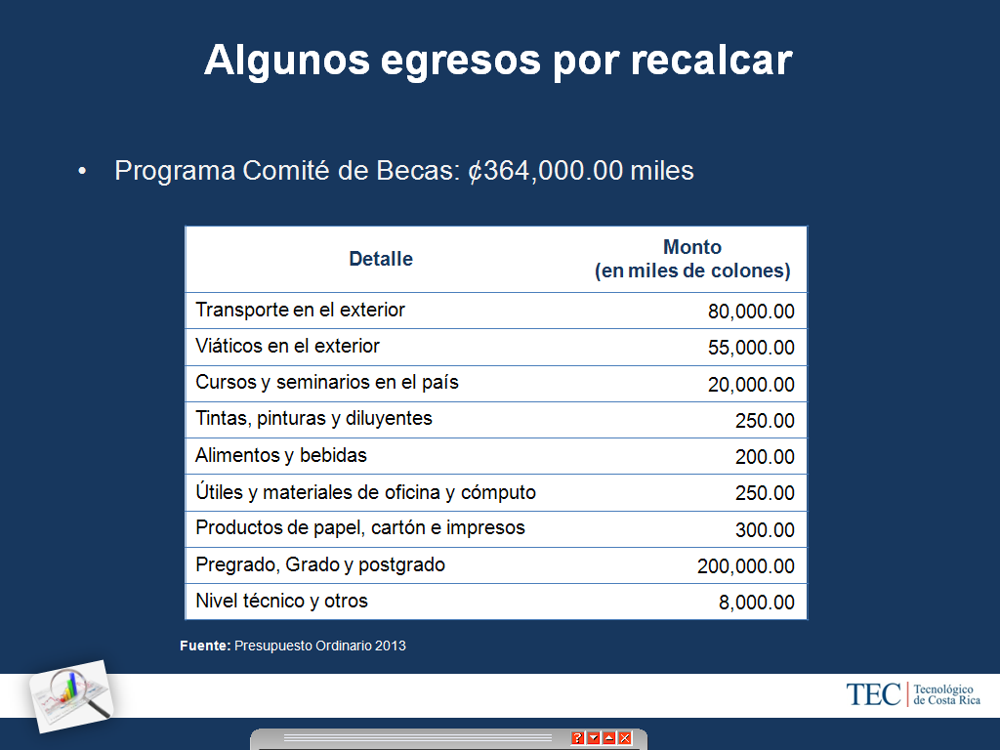 Algunos egresos por recalcar
• Programa Comité de Becas: ¢364,000.00 miles
Detalle
Monto
(en miles de colones)
Transporte en el exterior 80,000.00
Viáticos en el exterior 55,000.00
Cursos y seminarios en el país 20,000.00
Tintas, pinturas y diluyentes 250.00
Alimentos y bebidas 200.00
Útiles y materiales de oficina y cómputo 250.00
Productos de papel, cartón e impresos 300.00
Pregrado, Grado y postgrado 200,000.00
Nivel técnico y otros 8,000.00
Fuente: Presupuesto Ordinario 2013
TEC | Tecnológico
de Costa Rica
?